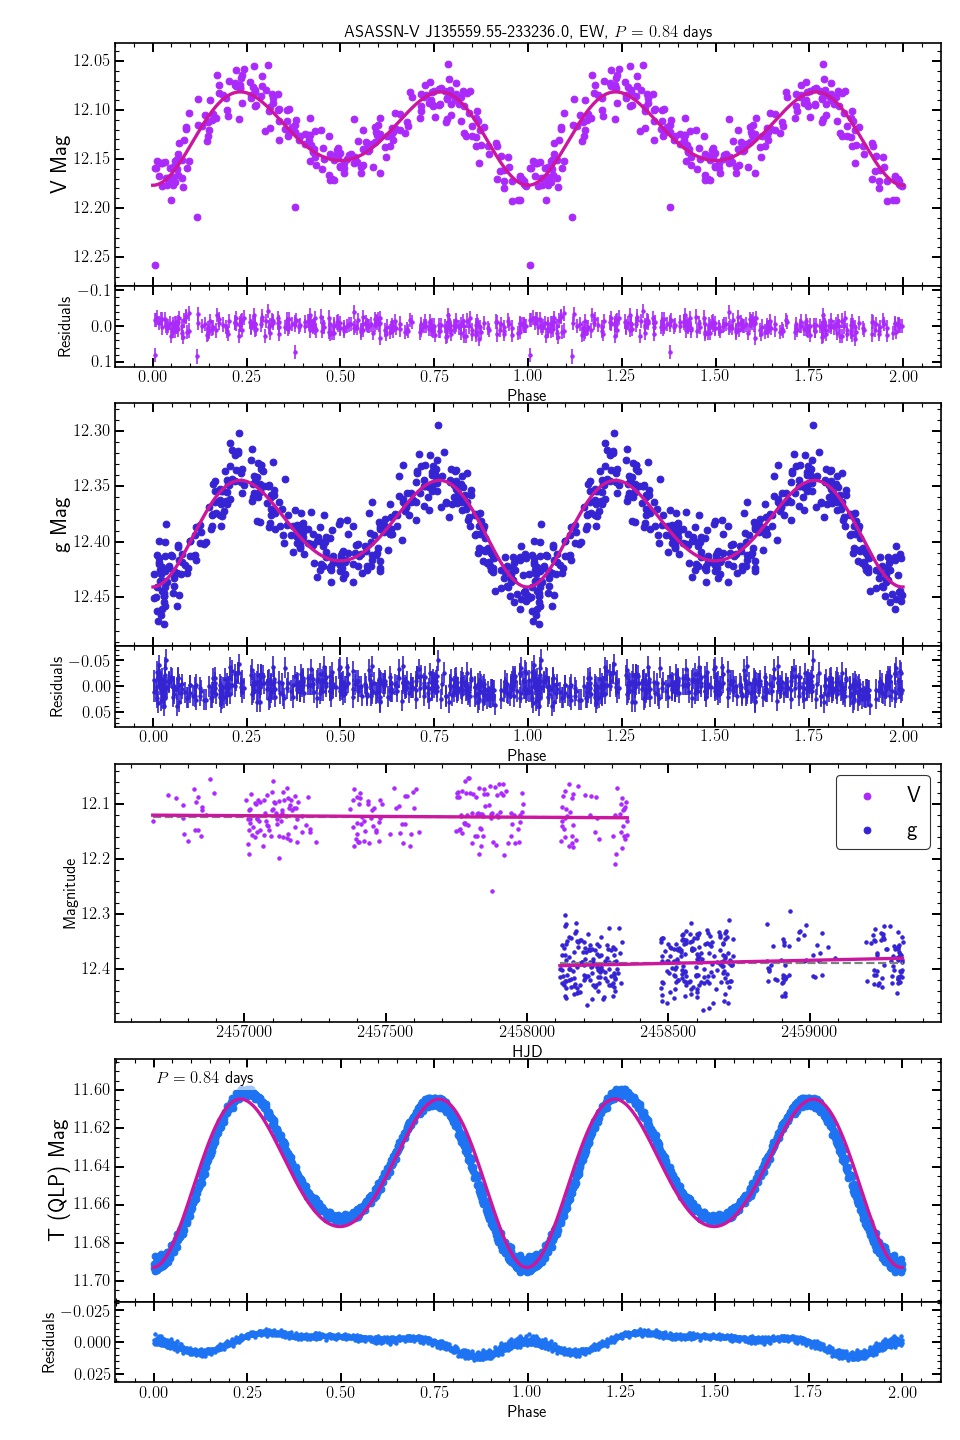 ASASSN-V J135559.55-233236.0, EW, P = 0.84 days
12.05
12.10
12.15
12.20
12.25
V Mag
−0.1
0.0
0.1
Residuals
0.00 0.25 0.50 0.75 1.00 1.25 1.50 1.75 2.00
Phase
12.30
12.35
12.40
12.45
g Mag
−0.05
0.00
0.05
Residuals
0.00 0.25 0.50 0.75 1.00 1.25 1.50 1.75 2.00
Phase
12.1
12.2
12.3
12.4
Magnitude
V
g
2457000 2457500 2458000 2458500 2459000
HJD
P = 0.84 days
11.60
11.62
11.64
11.66
11.68
11.70
T (QLP) Mag
−0.025
0.000
0.025
Residuals
0.00 0.25 0.50 0.75 1.00 1.25 1.50 1.75 2.00
Phase